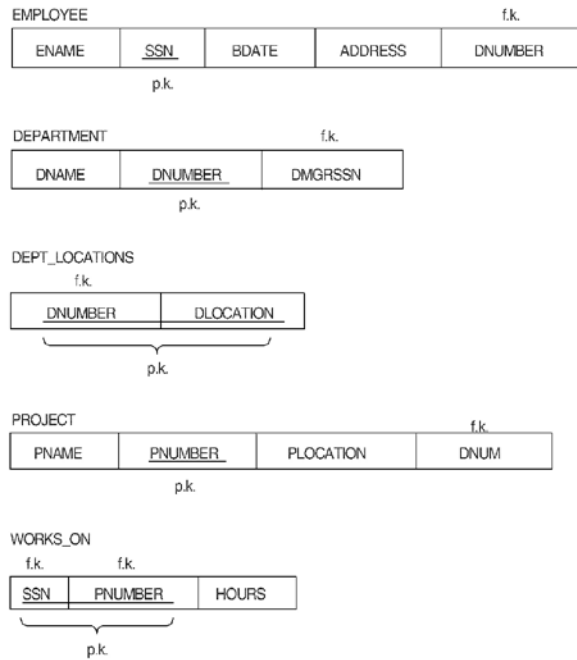 EMPLOYEE f.k.
ENAME SSN BDATE ADDRESS DNUMBER
p.k.
DEPARTMENT f.k.
DNAME DNUMBER DMGRSSN
p.k.
DEPT_LOCATIONS
f.k.
DNUMBER DLOCATION
p.k.
PROJECT f.k.
PNAME PNUMBER PLOCATION DNUM
p.k.
WORKS_ON
f.k. f.k.
SSN PNUMBER HOURS
p.k.